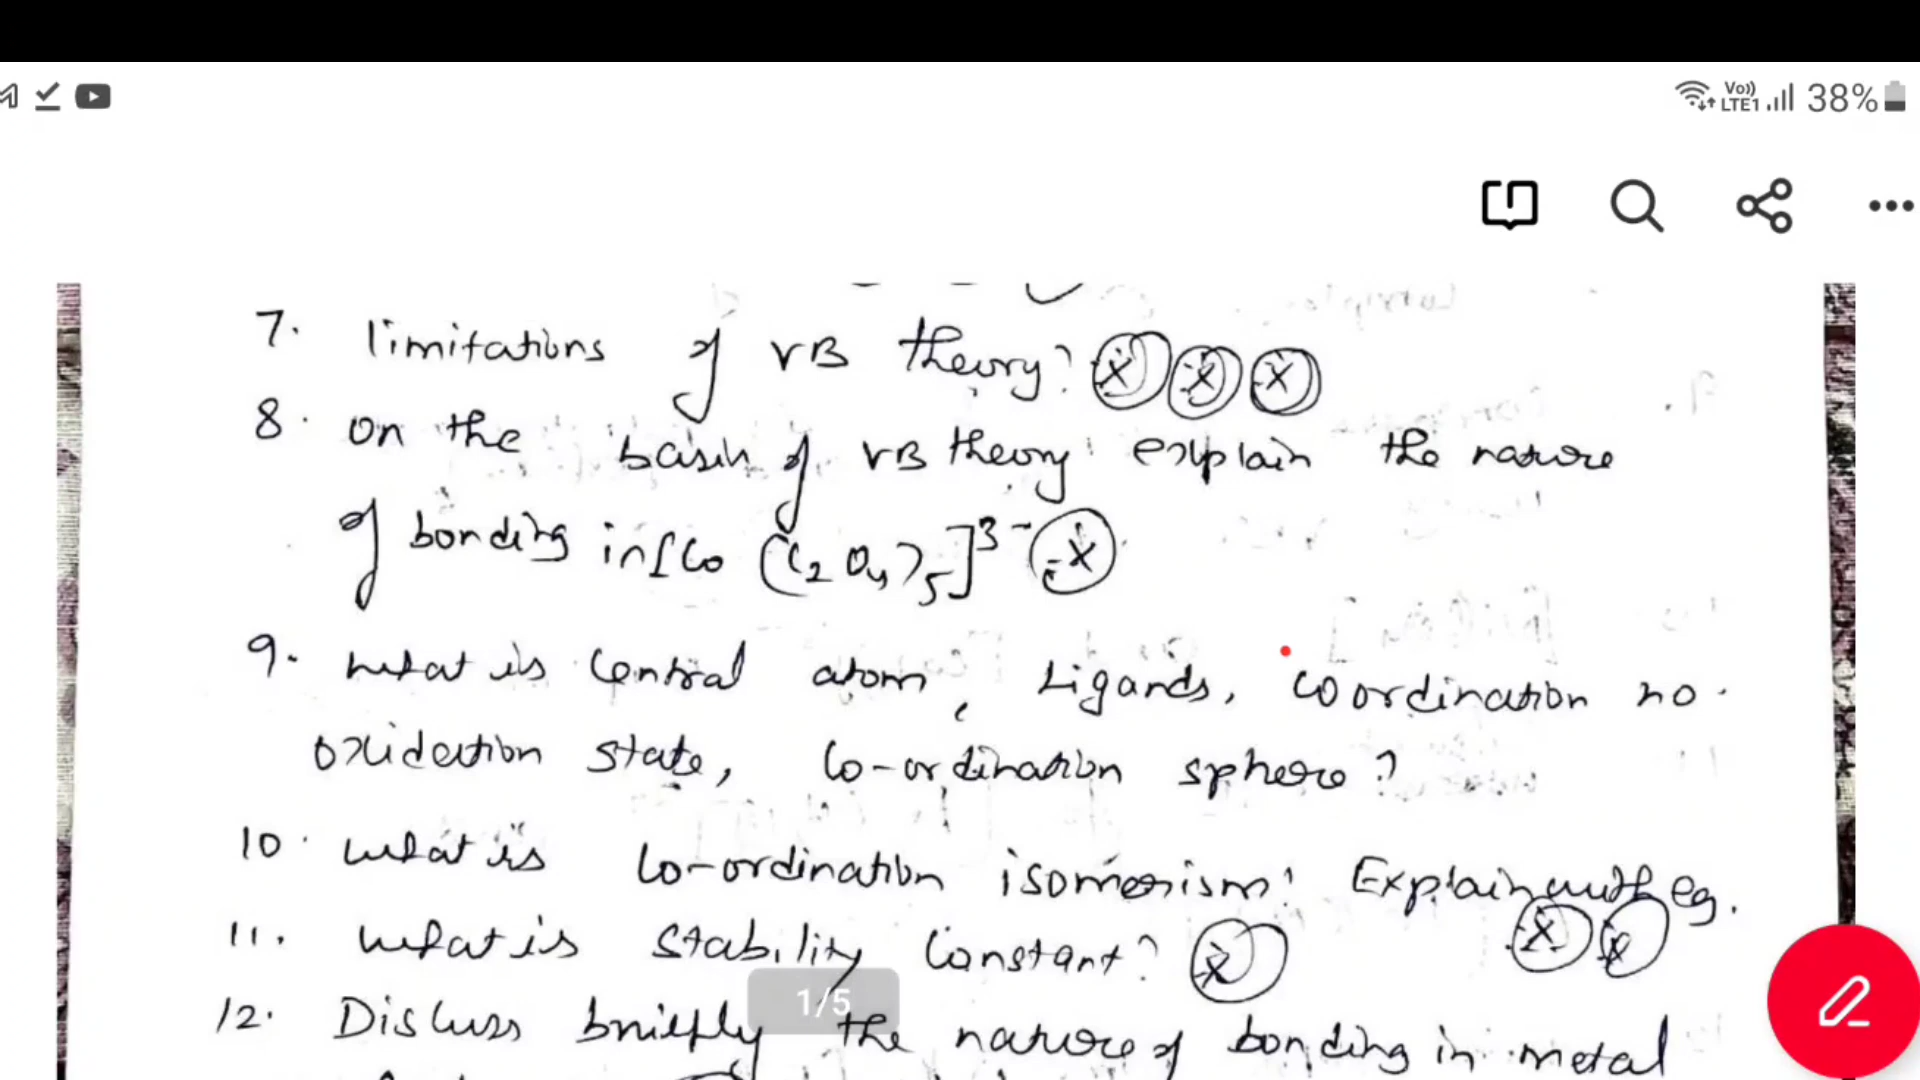 Vo))
LTE1
38%
7. limitations of VB theory?
8. on the basis of VB theory explain the nature
of bonding in [Co (C2O4)5]3-
9. what is central atom, Ligands, coordination no.
oxidation state, Co-ordination sphere?
10. what is Co-ordination isomerism? Explain with eg.
11. what is stability constant?
1/5
12. Discuss briefly the nature of bonding in metal